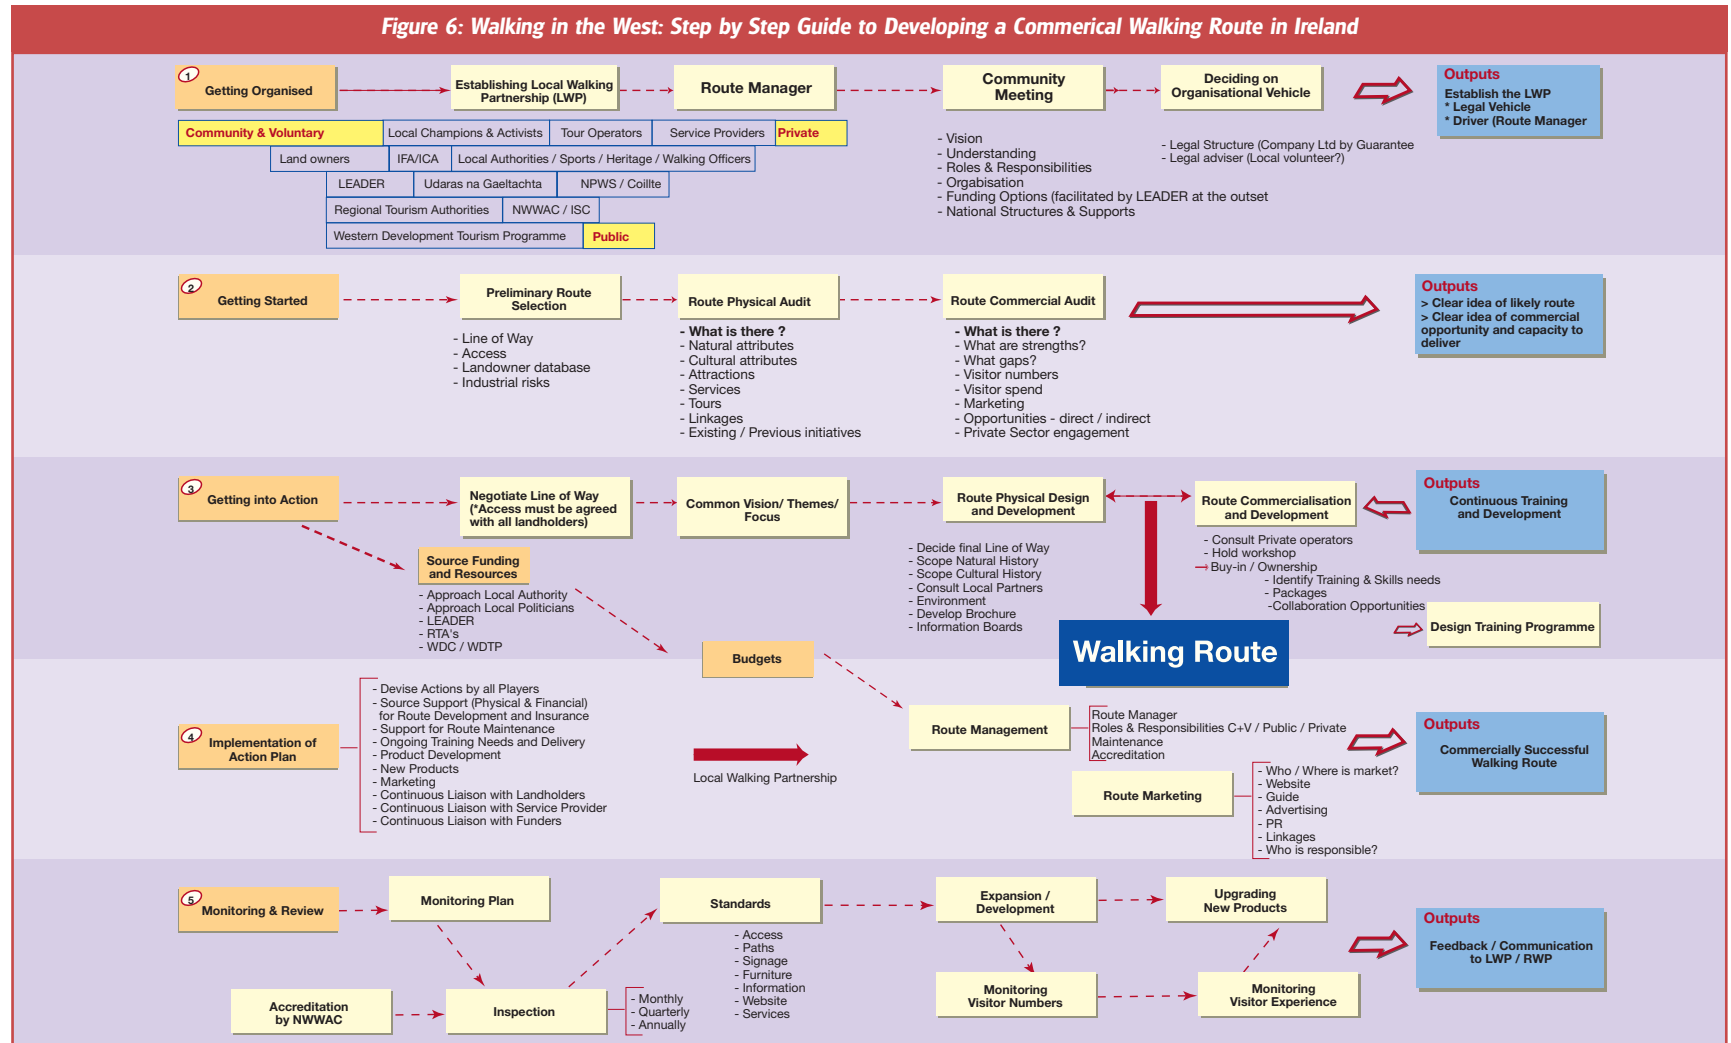 Figure 6: Walking in the West: Step by Step Guide to Developing a Commerical Walking Route in Ireland
1
Getting Organised
Establishing Local Walking
Partnership (LWP)
Route Manager
Community
Meeting
Deciding on
Organisational Vehicle
Outputs
Establish the LWP
* Legal Vehicle
* Driver (Route Manager
Community & Voluntary
Local Champions & Activists
Tour Operators
Service Providers
Private
Land owners
IFA/ICA
Local Authorities / Sports / Heritage / Walking Officers
LEADER
Udaras na Gaeltachta
NPWS / Coillte
Regional Tourism Authorities
NWWAC / ISC
Western Development Tourism Programme
Public
- Vision
- Understanding
- Roles & Responsibilities
- Orgabisation
- Funding Options (facilitated by LEADER at the outset
- National Structures & Supports
- Legal Structure (Company Ltd by Guarantee
- Legal adviser (Local volunteer?)
2
Getting Started
Preliminary Route
Selection
Route Physical Audit
Route Commercial Audit
Outputs
> Clear idea of likely route
> Clear idea of commercial
opportunity and capacity to
deliver
- Line of Way
- Access
- Landowner database
- Industrial risks
- What is there ?
- Natural attributes
- Cultural attributes
- Attractions
- Services
- Tours
- Linkages
- Existing / Previous initiatives
- What is there ?
- What are strengths?
- What gaps?
- Visitor numbers
- Visitor spend
- Marketing
- Opportunities - direct / indirect
- Private Sector engagement
3
Getting into Action
Negotiate Line of Way
(*Access must be agreed
with all landholders)
Common Vision/ Themes/
Focus
Route Physical Design
and Development
Route Commercialisation
and Development
Outputs
Continuous Training
and Development
Source Funding
and Resources
- Approach Local Authority
- Approach Local Politicians
- LEADER
- RTA's
- WDC / WDTP
- Decide final Line of Way
- Scope Natural History
- Scope Cultural History
- Consult Local Partners
- Environment
- Develop Brochure
- Information Boards
- Consult Private operators
- Hold workshop
Buy-in / Ownership
- Identify Training & Skills needs
- Packages
-Collaboration Opportunities
Design Training Programme
Walking Route
Budgets
4
Implementation of
Action Plan
- Devise Actions by all Players
- Source Support (Physical & Financial)
for Route Development and Insurance
- Support for Route Maintenance
- Ongoing Training Needs and Delivery
- Product Development
- New Products
- Marketing
- Continuous Liaison with Landholders
- Continuous Liaison with Service Provider
- Continuous Liaison with Funders
Local Walking Partnership
Route Management
Route Manager
Roles & Responsibilities C+V / Public / Private
Maintenance
Accreditation
Route Marketing
- Who / Where is market?
- Website
- Guide
- Advertising
- PR
- Linkages
- Who is responsible?
Outputs
Commercially Successful
Walking Route
5
Monitoring & Review
Monitoring Plan
Standards
Expansion /
Development
Upgrading
New Products
Outputs
Feedback / Communication
to LWP / RWP
- Access
- Paths
- Signage
- Furniture
- Information
- Website
- Services
Accreditation
by NWWAC
Inspection
- Monthly
- Quarterly
- Annually
Monitoring
Visitor Numbers
Monitoring
Visitor Experience